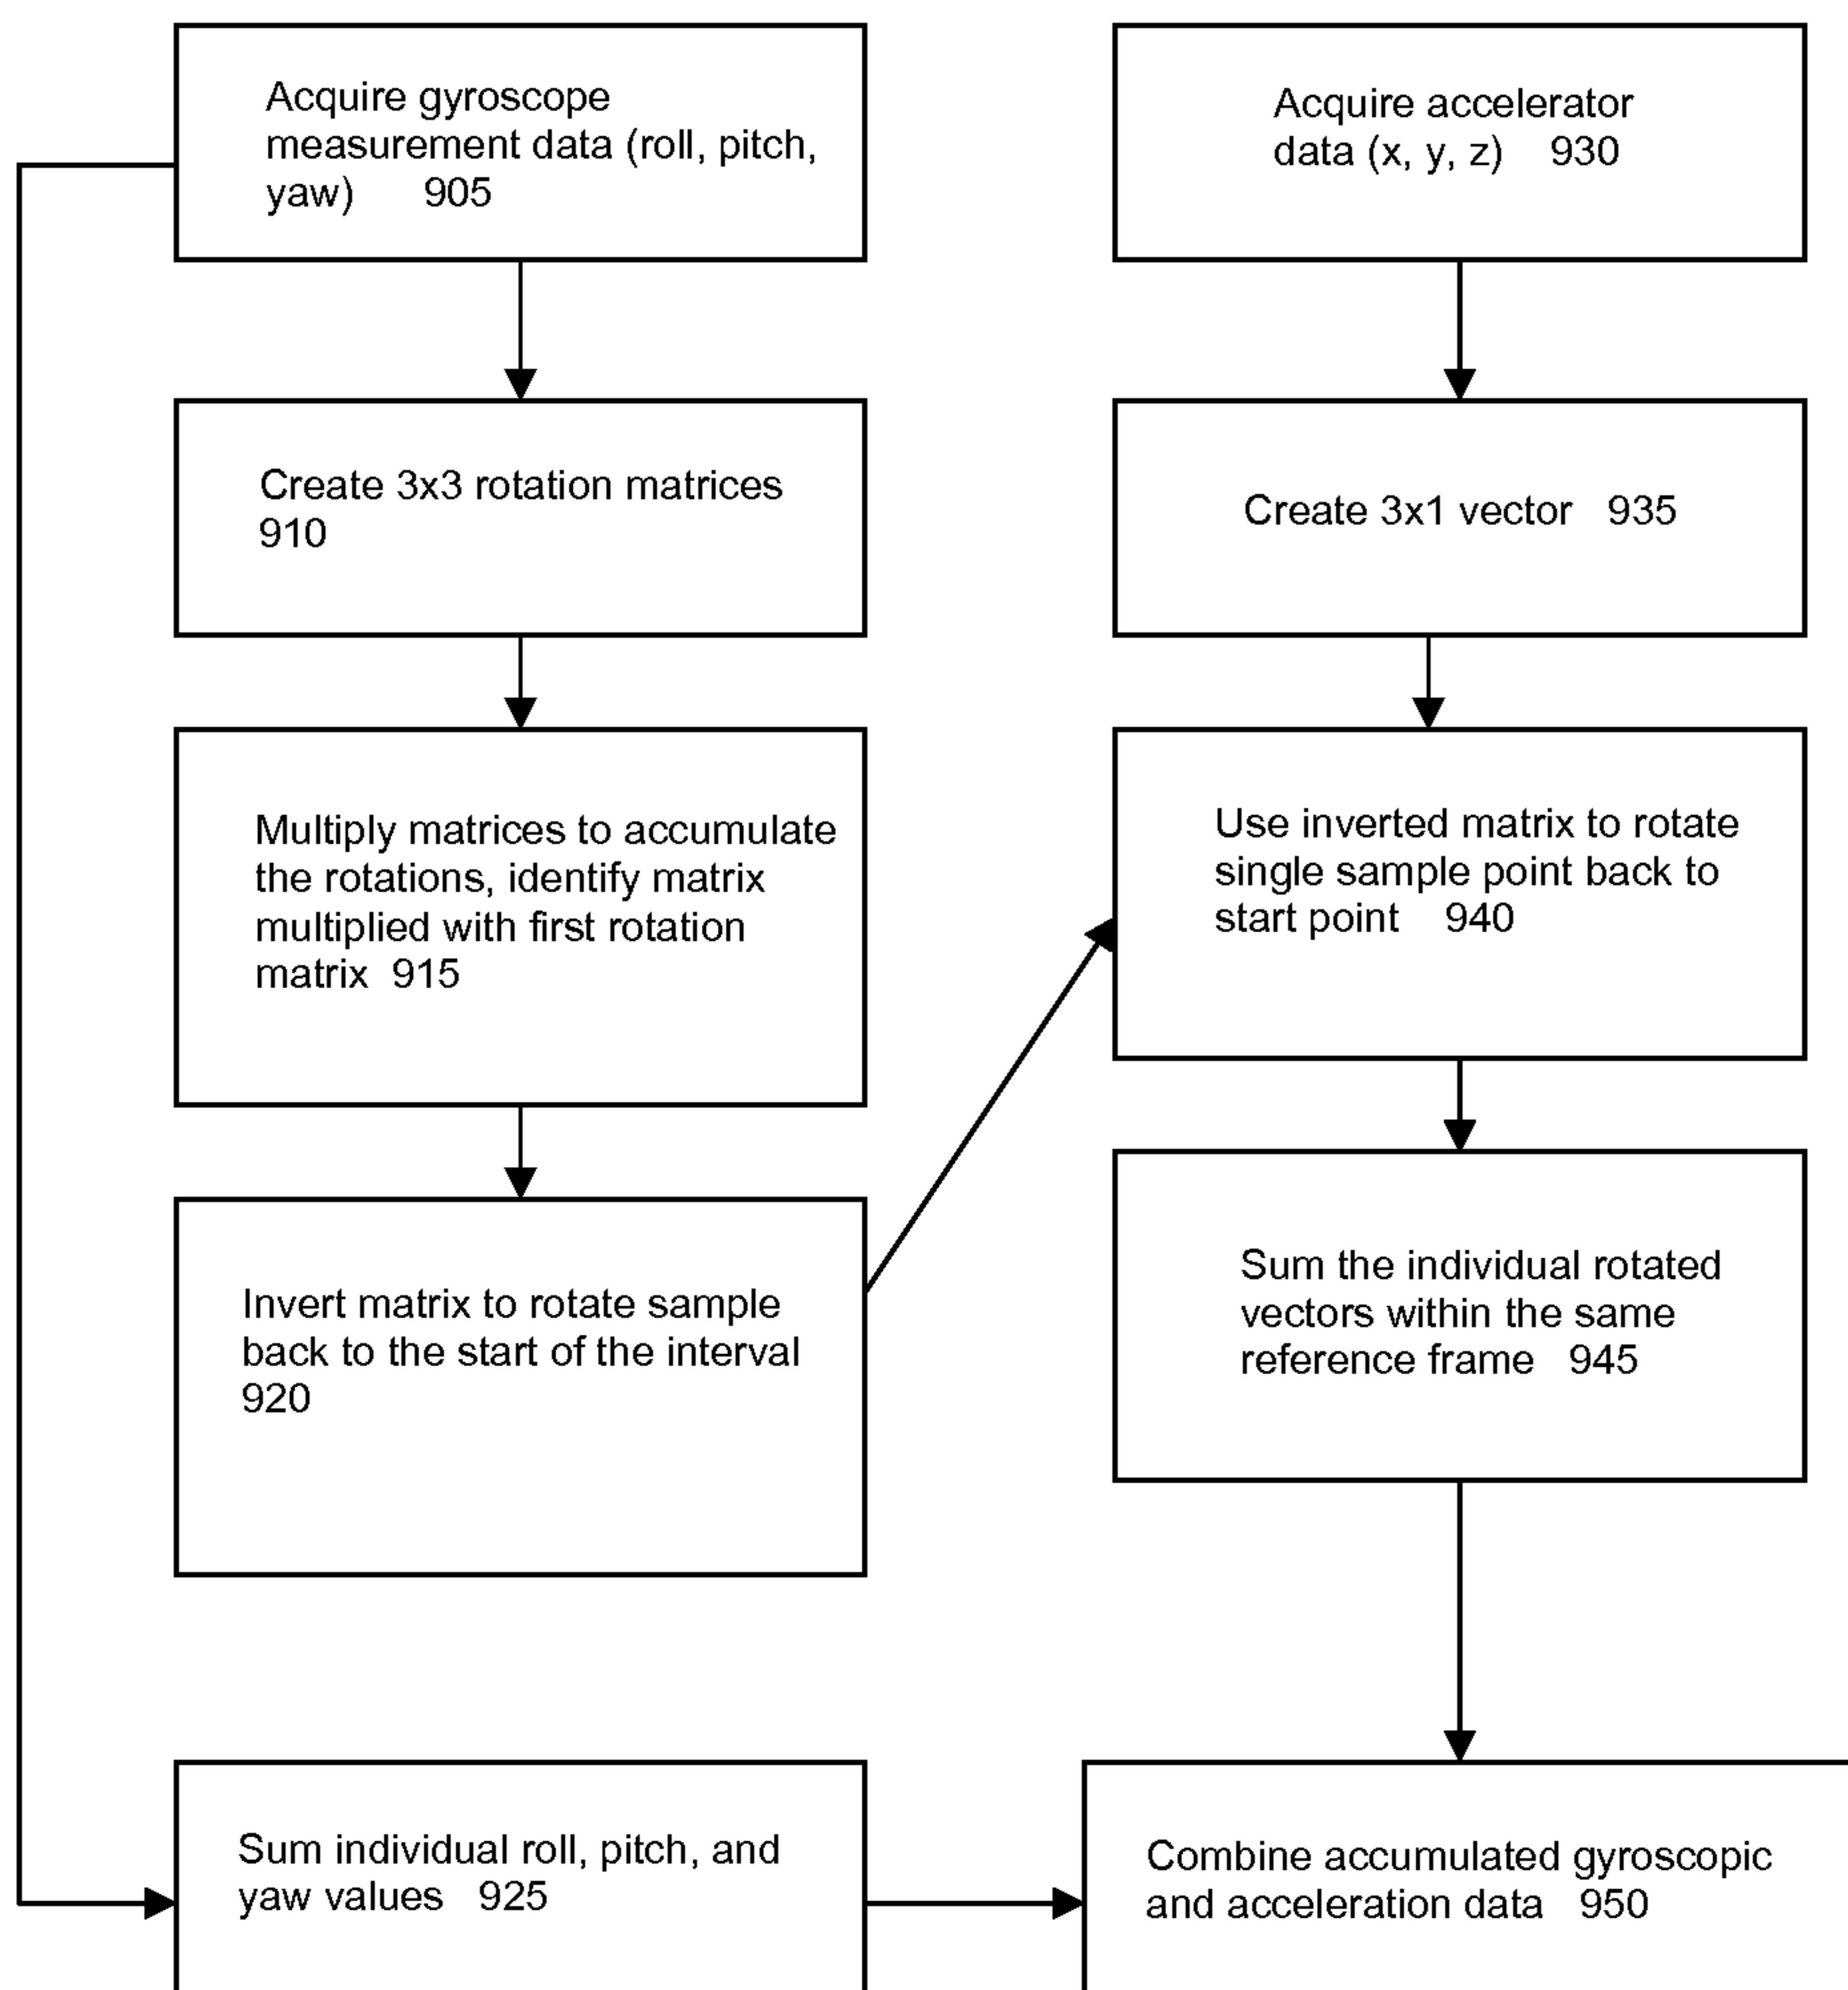 Acquire gyroscope
measurement data (roll, pitch,
yaw) 905
Create 3x3 rotation matrices
910
Multiply matrices to accumulate
the rotations, identify matrix
multiplied with first rotation
matrix 915
Invert matrix to rotate sample
back to the start of the interval
920
Sum individual roll, pitch, and
yaw values 925
Acquire accelerator
data (x, y, z) 930
Create 3x1 vector 935
Use inverted matrix to rotate
single sample point back to
start point 940
Sum the individual rotated
vectors within the same
reference frame 945
Combine accumulated gyroscopic
and acceleration data 950